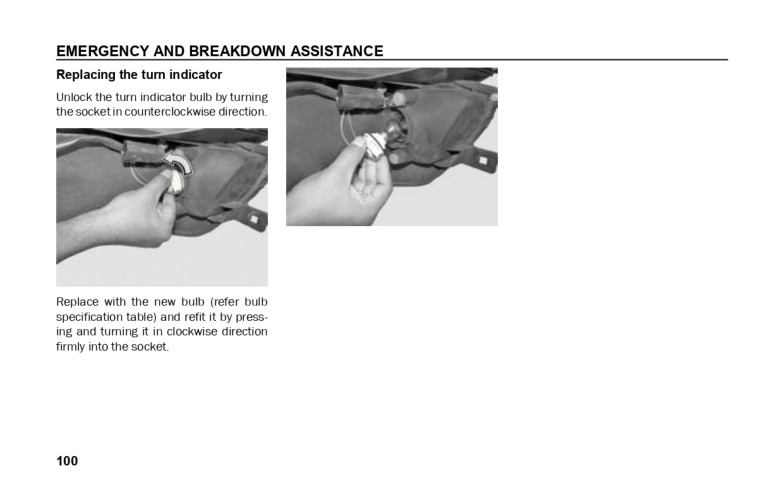 EMERGENCY AND BREAKDOWN ASSISTANCE
Replacing the turn indicator
Unlock the turn indicator bulb by turning
the socket in counterclockwise direction.
Replace with the new bulb (refer bulb
specification table) and refit it by press-
ing and turning it in clockwise direction
firmly into the socket.
100